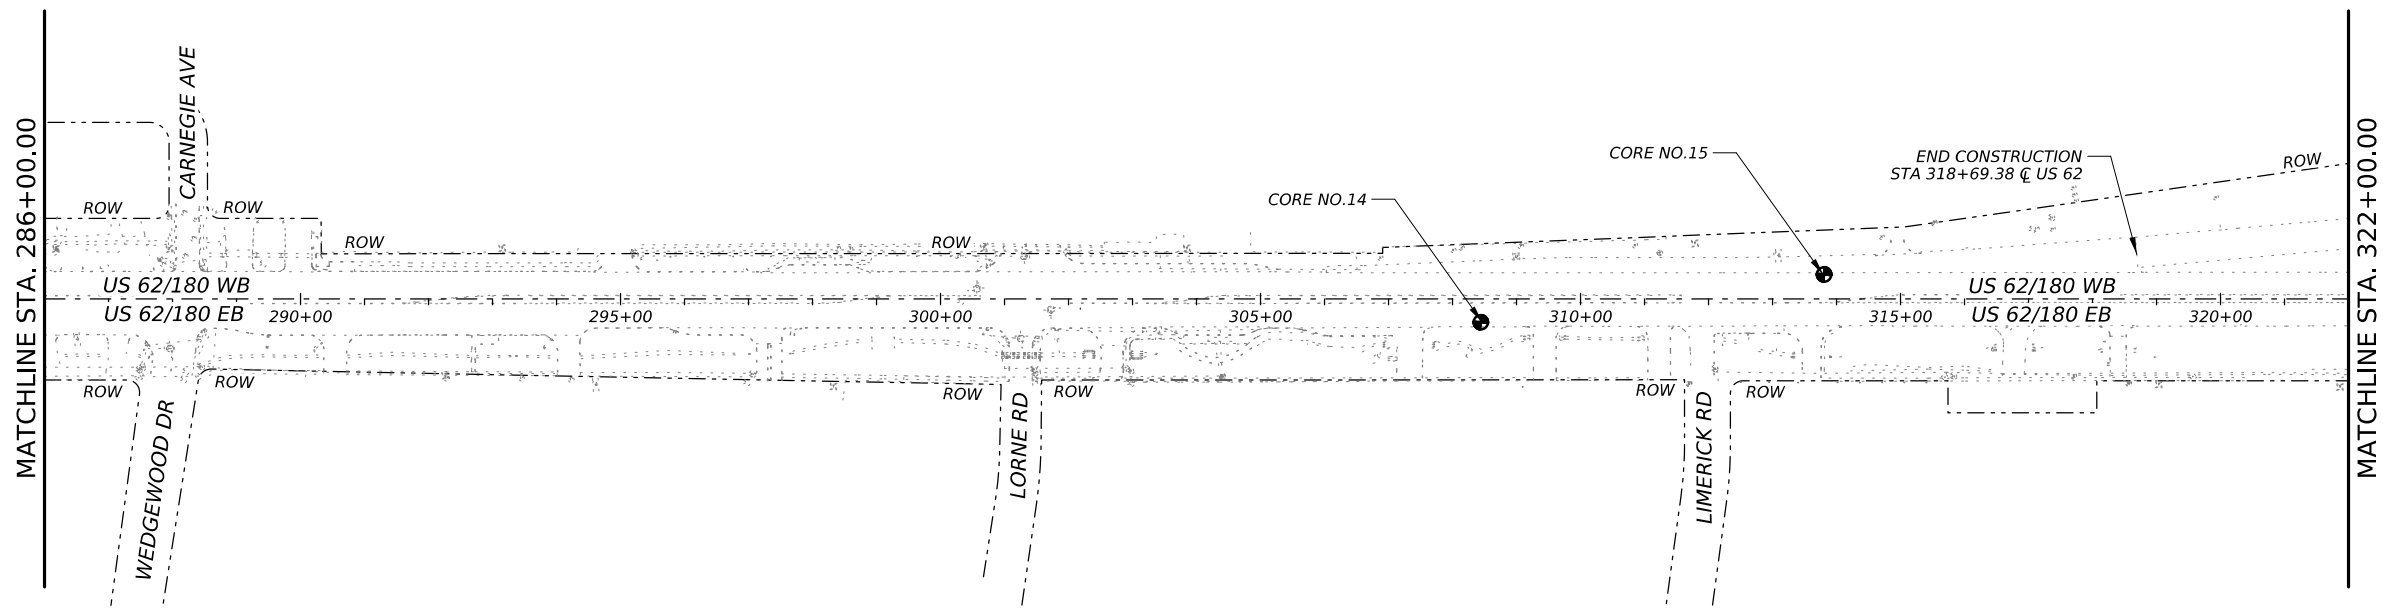 MATCHLINE STA. 286+00.00
CARNEGIE AVE
ROW
ROW
ROW
ROW
CORE NO.14
CORE NO.15
END CONSTRUCTION
STA 318+69.38 ℄ US 62
ROW
US 62/180 WB
US 62/180 EB
290+00
295+00
300+00
305+00
310+00
315+00
US 62/180 WB
US 62/180 EB
320+00
ROW
ROW
ROW
ROW
ROW
ROW
WEDGEWOOD DR
LORNE RD
LIMERICK RD
MATCHLINE STA. 322+00.00